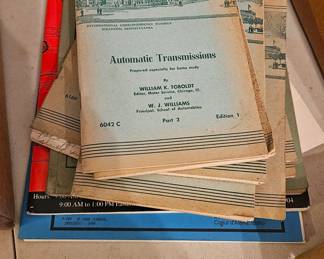 INTERNATIONAL CORRESPONDENCE SCHOOLS
SCRANTON, PENNSYLVANIA
Automatic Transmissions
Prepared especially for home study
By
WILLIAM K. TOBOLDT
Editor, Motor Service, Chicago, Ill.
and
W. J. WILLIAMS
Principal, School of Automobiles
6042 C
Part 2
Edition 1
Hours
9:00 AM to 1:00 PM
04